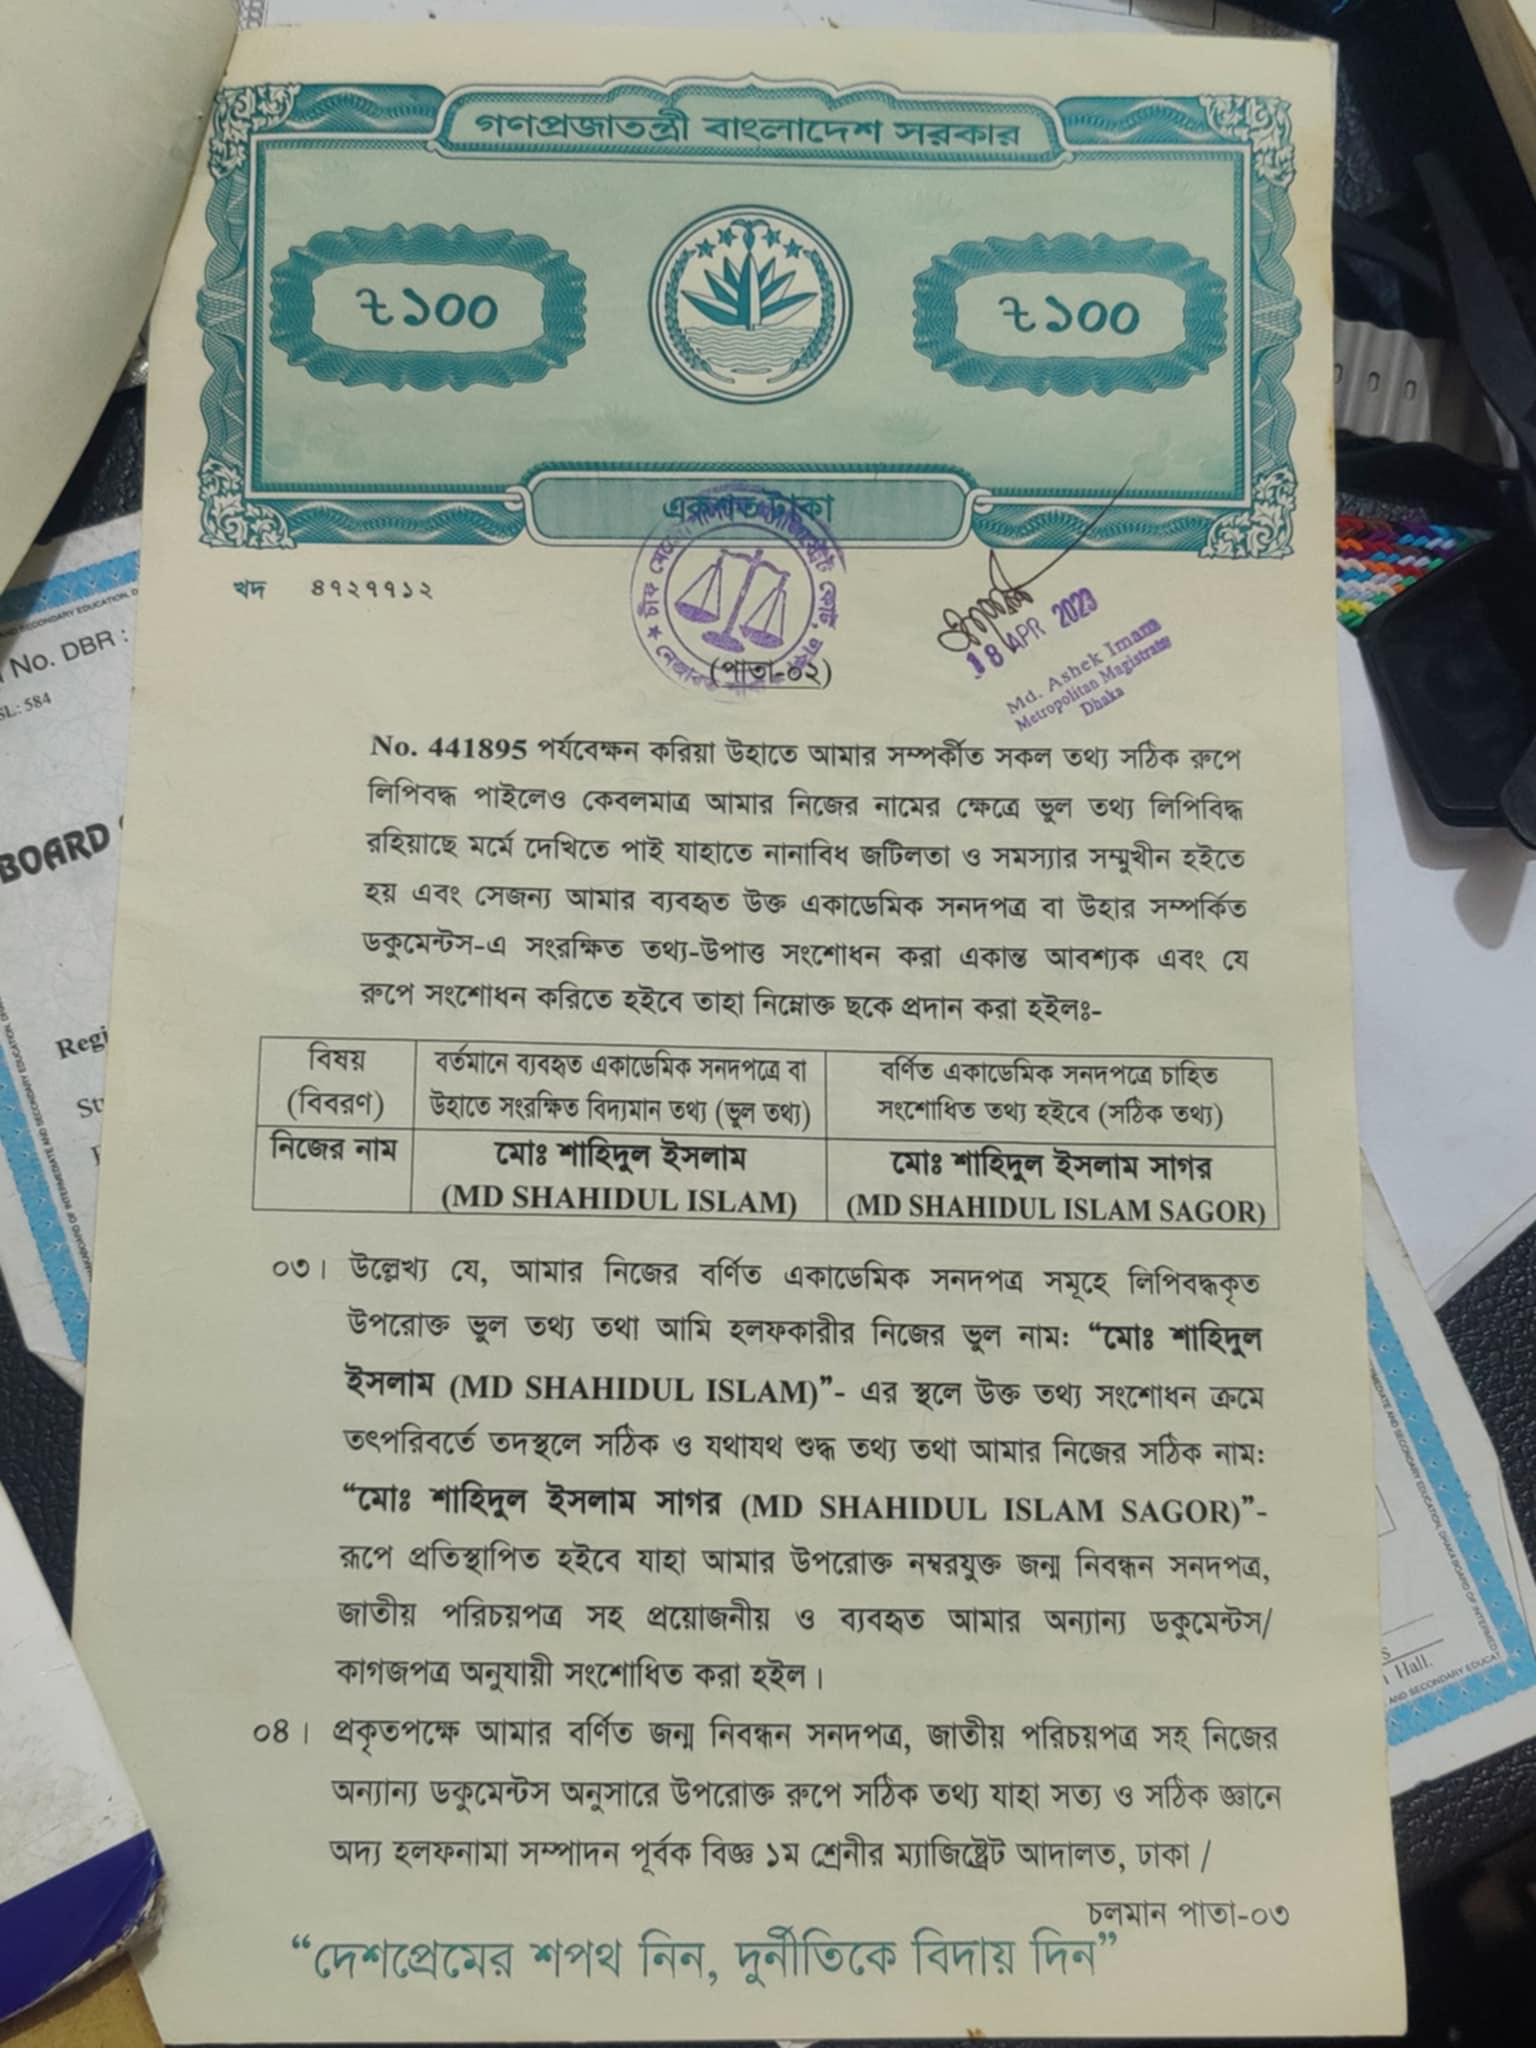 গণপ্রজাতন্ত্রী বাংলাদেশ সরকার
৳১০০
৳১০০
একশত টাকা
খদ ৪৭২৭৭১২
18 APR 2023
Md. Ashek Imam
Metropolitan Magistrate
Dhaka
(পাতা-০২)
No. 441895 পর্যবেক্ষন করিয়া উহাতে আমার সম্পর্কীত সকল তথ্য সঠিক রুপে
লিপিবদ্ধ পাইলেও কেবলমাত্র আমার নিজের নামের ক্ষেত্রে ভুল তথ্য লিপিবিদ্ধ
রহিয়াছে মর্মে দেখিতে পাই যাহাতে নানাবিধ জটিলতা ও সমস্যার সম্মুখীন হইতে
হয় এবং সেজন্য আমার ব্যবহৃত উক্ত একাডেমিক সনদপত্র বা উহার সম্পর্কিত
ডকুমেন্টস-এ সংরক্ষিত তথ্য-উপাত্ত সংশোধন করা একান্ত আবশ্যক এবং যে
রুপে সংশোধন করিতে হইবে তাহা নিম্নোক্ত ছকে প্রদান করা হইলঃ-
বিষয় (বিবরণ)
বর্তমানে ব্যবহৃত একাডেমিক সনদপত্রে বা
উহাতে সংরক্ষিত বিদ্যমান তথ্য (ভুল তথ্য)
বর্ণিত একাডেমিক সনদপত্রে চাহিত
সংশোধিত তথ্য হইবে (সঠিক তথ্য)
নিজের নাম
মোঃ শাহিদুল ইসলাম
(MD SHAHIDUL ISLAM)
মোঃ শাহিদুল ইসলাম সাগর
(MD SHAHIDUL ISLAM SAGOR)
০৩। উল্লেখ্য যে, আমার নিজের বর্ণিত একাডেমিক সনদপত্র সমূহে লিপিবদ্ধকৃত
উপরোক্ত ভুল তথ্য তথা আমি হলফকারীর নিজের ভুল নাম: “মোঃ শাহিদুল
ইসলাম (MD SHAHIDUL ISLAM)”- এর স্থলে উক্ত তথ্য সংশোধন ক্রমে
তৎপরিবর্তে তদস্থলে সঠিক ও যথাযথ শুদ্ধ তথ্য তথা আমার নিজের সঠিক নাম:
“মোঃ শাহিদুল ইসলাম সাগর (MD SHAHIDUL ISLAM SAGOR)”-
রূপে প্রতিস্থাপিত হইবে যাহা আমার উপরোক্ত নম্বরযুক্ত জন্ম নিবন্ধন সনদপত্র,
জাতীয় পরিচয়পত্র সহ প্রয়োজনীয় ও ব্যবহৃত আমার অন্যান্য ডকুমেন্টস/
কাগজপত্র অনুযায়ী সংশোধিত করা হইল।
০৪। প্রকৃতপক্ষে আমার বর্ণিত জন্ম নিবন্ধন সনদপত্র, জাতীয় পরিচয়পত্র সহ নিজের
অন্যান্য ডকুমেন্টস অনুসারে উপরোক্ত রুপে সঠিক তথ্য যাহা সত্য ও সঠিক জ্ঞানে
অদ্য হলফনামা সম্পাদন পূর্বক বিজ্ঞ ১ম শ্রেনীর ম্যাজিষ্ট্রেট আদালত, ঢাকা /
চলমান পাতা-০৩
“দেশপ্রেমের শপথ নিন, দুর্নীতিকে বিদায় দিন”
No. DBR :
SL: 584
BOARD
Hall.